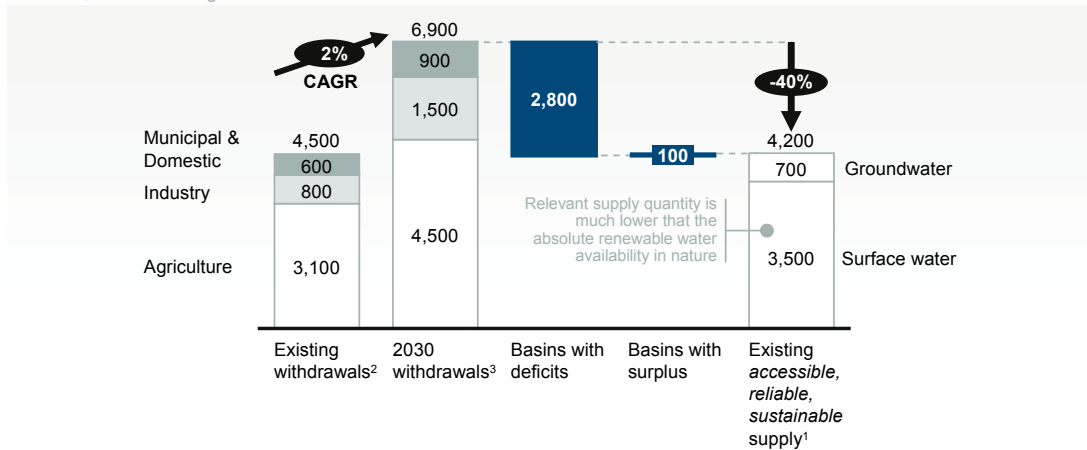 6,900
2%
CAGR
900
1,500
4,500
Municipal &
Domestic
4,500
600
Industry
800
Agriculture
3,100
2,800
100
-40%
4,200
700
Groundwater
Relevant supply quantity is
much lower that the
absolute renewable water
availability in nature
3,500
Surface water
Existing
withdrawals²
2030
withdrawals³
Basins with
deficits
Basins with
surplus
Existing
accessible,
reliable,
sustainable
supply¹